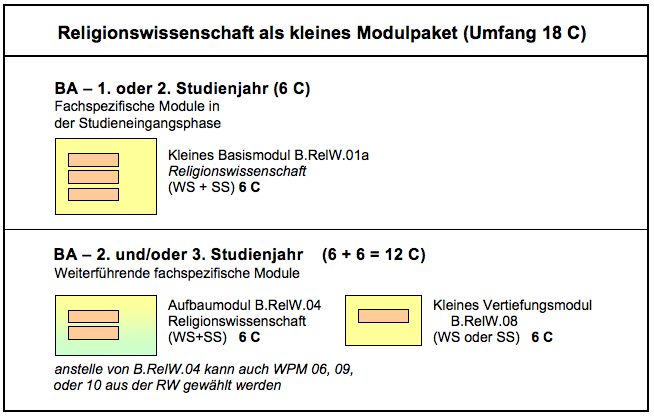 Religionswissenschaft als kleines Modulpaket (Umfang 18 C)
BA – 1. oder 2. Studienjahr (6 C)
Fachspezifische Module in
der Studieneingangsphase
Kleines Basismodul B.RelW.01a
Religionswissenschaft
(WS + SS) 6 C
BA – 2. und/oder 3. Studienjahr (6 + 6 = 12 C)
Weiterführende fachspezifische Module
Aufbaumodul B.RelW.04
Religionswissenschaft
(WS+SS) 6 C
Kleines Vertiefungsmodul
B.RelW.08
(WS oder SS) 6 C
anstelle von B.RelW.04 kann auch WPM 06, 09,
oder 10 aus der RW gewählt werden